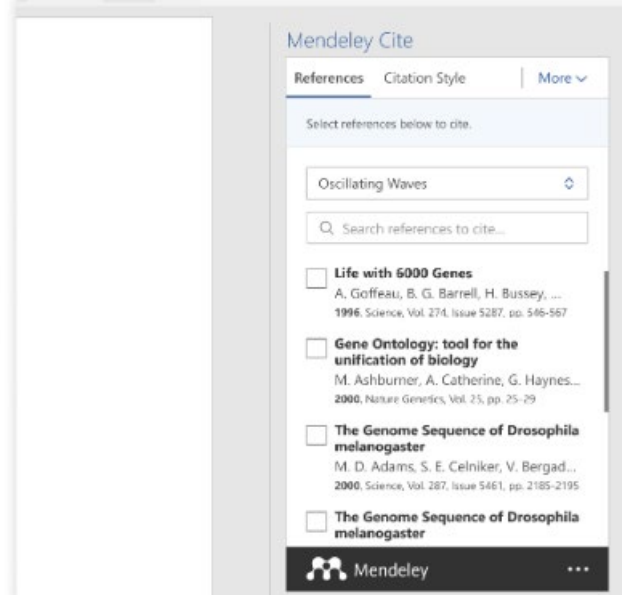 Mendeley Cite
References Citation Style More
Select references below to cite.
Oscillating Waves
Search references to cite...
Life with 6000 Genes
A. Goffeau, B. G. Barrell, H. Bussey, ...
1996, Science, Vol. 274, Issue 5287, pp. 546-567
Gene Ontology: tool for the
unification of biology
M. Ashburner, A. Catherine, G. Haynes...
2000, Nature Genetics, Vol. 25, pp. 25-29
The Genome Sequence of Drosophila
melanogaster
M. D. Adams, S. E. Celniker, V. Bergad...
2000, Science, Vol. 287, Issue 5461, pp. 2185-2195
The Genome Sequence of Drosophila
melanogaster
Mendeley ...